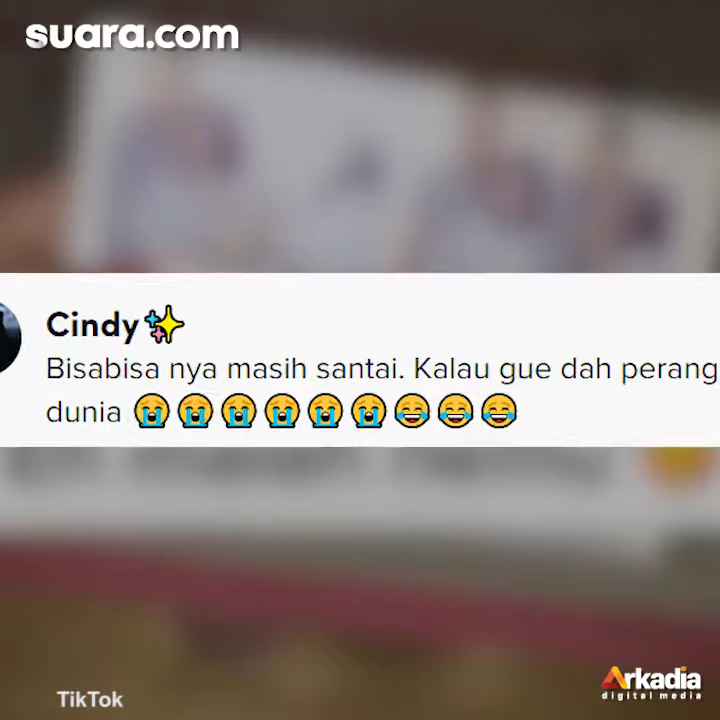 suara.com
Cindy✨
Bisabisa nya masih santai. Kalau gue dah perang
dunia 😭😭😭😭😭😭😂😂😂
TikTok
Arkadia
digital media